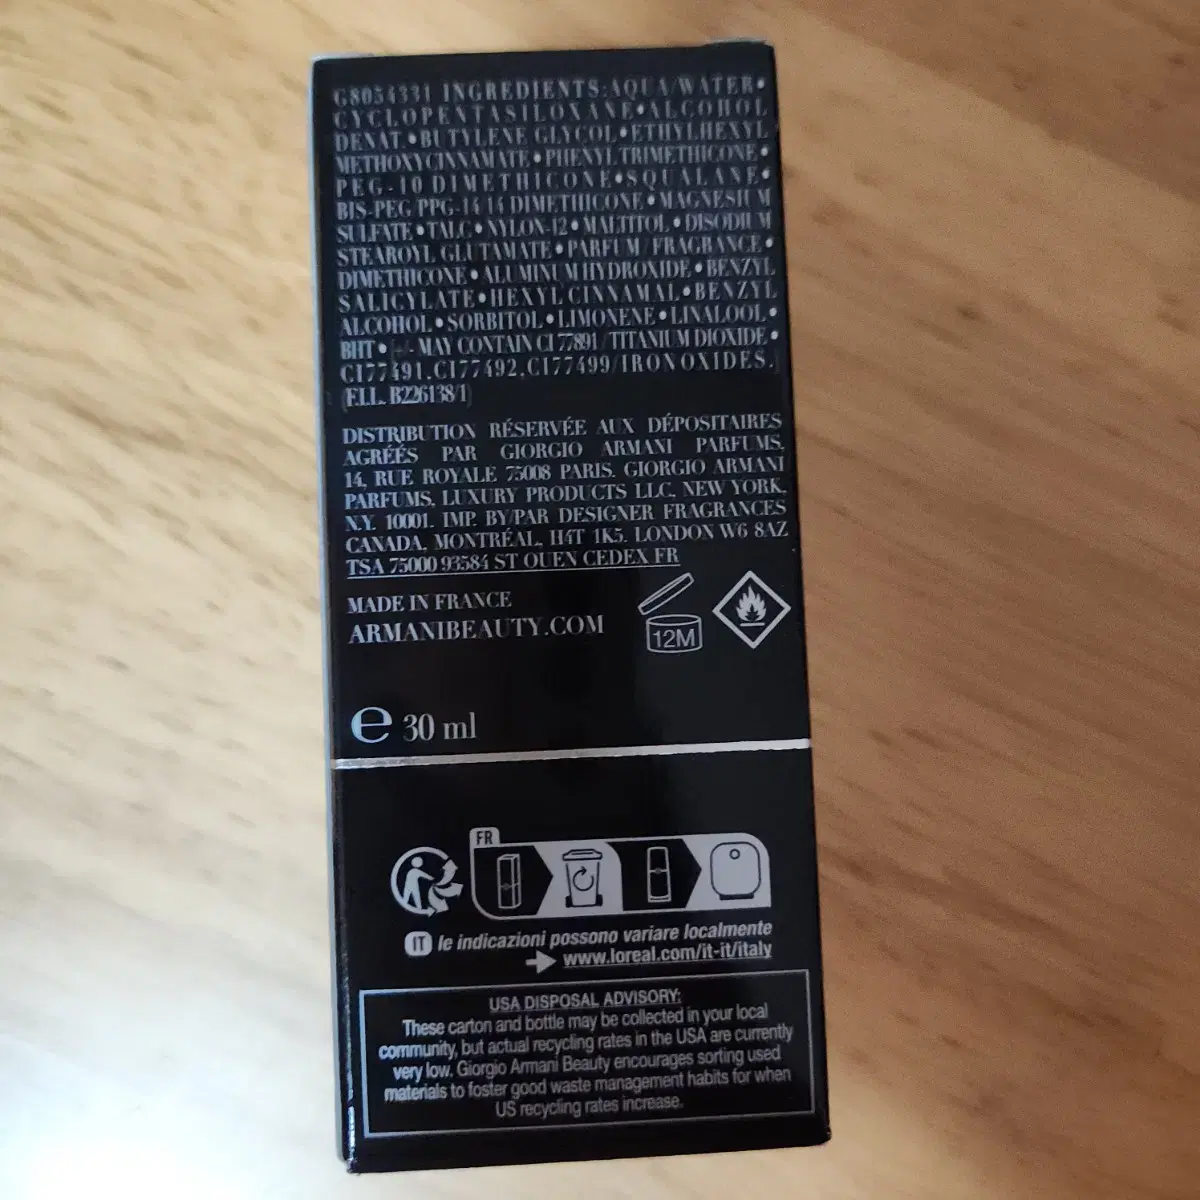 G8054331 INGREDIENTS: AQUA/WATER•
CYCLOPENTASILOXANE•ALCOHOL
DENAT•BUTYLENE GLYCOL•ETHYLHEXYL
METHOXYCINNAMATE•PHENYL TRIMETHICONE•
PEG-10 DIMETHICONE•SQUALANE•
BIS-PEG PPG-14 14 DIMETHICONE•MAGNESIUM
SULFATE•TALC•NYLON-12•MALTITOL•DISODIUM
STEAROYL GLUTAMATE•PARFUM/FRAGRANCE•
DIMETHICONE•ALUMINUM HYDROXIDE•BENZYL
SALICYLATE•HEXYL CINNAMAL•BENZYL
ALCOHOL•SORBITOL•LIMONENE•LINALOOL•
BHT•+/- MAY CONTAIN CI 77891/TITANIUM DIOXIDE•
CI77491,CI77492,CI77499/IRON OXIDES.]
(F.I.L. B226138/1)
DISTRIBUTION RÉSERVÉE AUX DÉPOSITAIRES
AGRÉÉS PAR GIORGIO ARMANI PARFUMS,
14, RUE ROYALE 75008 PARIS. GIORGIO ARMANI
PARFUMS, LUXURY PRODUCTS LLC, NEW YORK,
N.Y. 10001. IMP. BY/PAR DESIGNER FRAGRANCES
CANADA, MONTRÉAL, H4T 1K5. LONDON W6 8AZ
TSA 75000 93584 ST OUEN CEDEX FR
MADE IN FRANCE
ARMANIBEAUTY.COM
12M
℮ 30 ml
FR
IT le indicazioni possono variare localmente
www.loreal.com/it-it/italy
USA DISPOSAL ADVISORY:
These carton and bottle may be collected in your local
community, but actual recycling rates in the USA are currently
very low. Giorgio Armani Beauty encourages sorting used
materials to foster good waste management habits for when
US recycling rates increase.